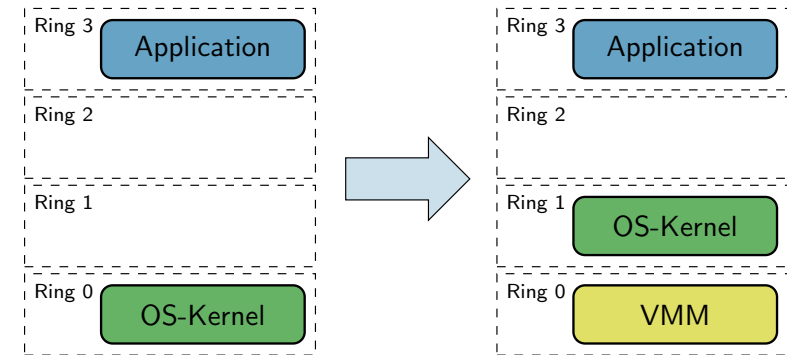 Ring 3
Application
Ring 2
Ring 1
Ring 0
OS-Kernel
Ring 3
Application
Ring 2
Ring 1
OS-Kernel
Ring 0
VMM